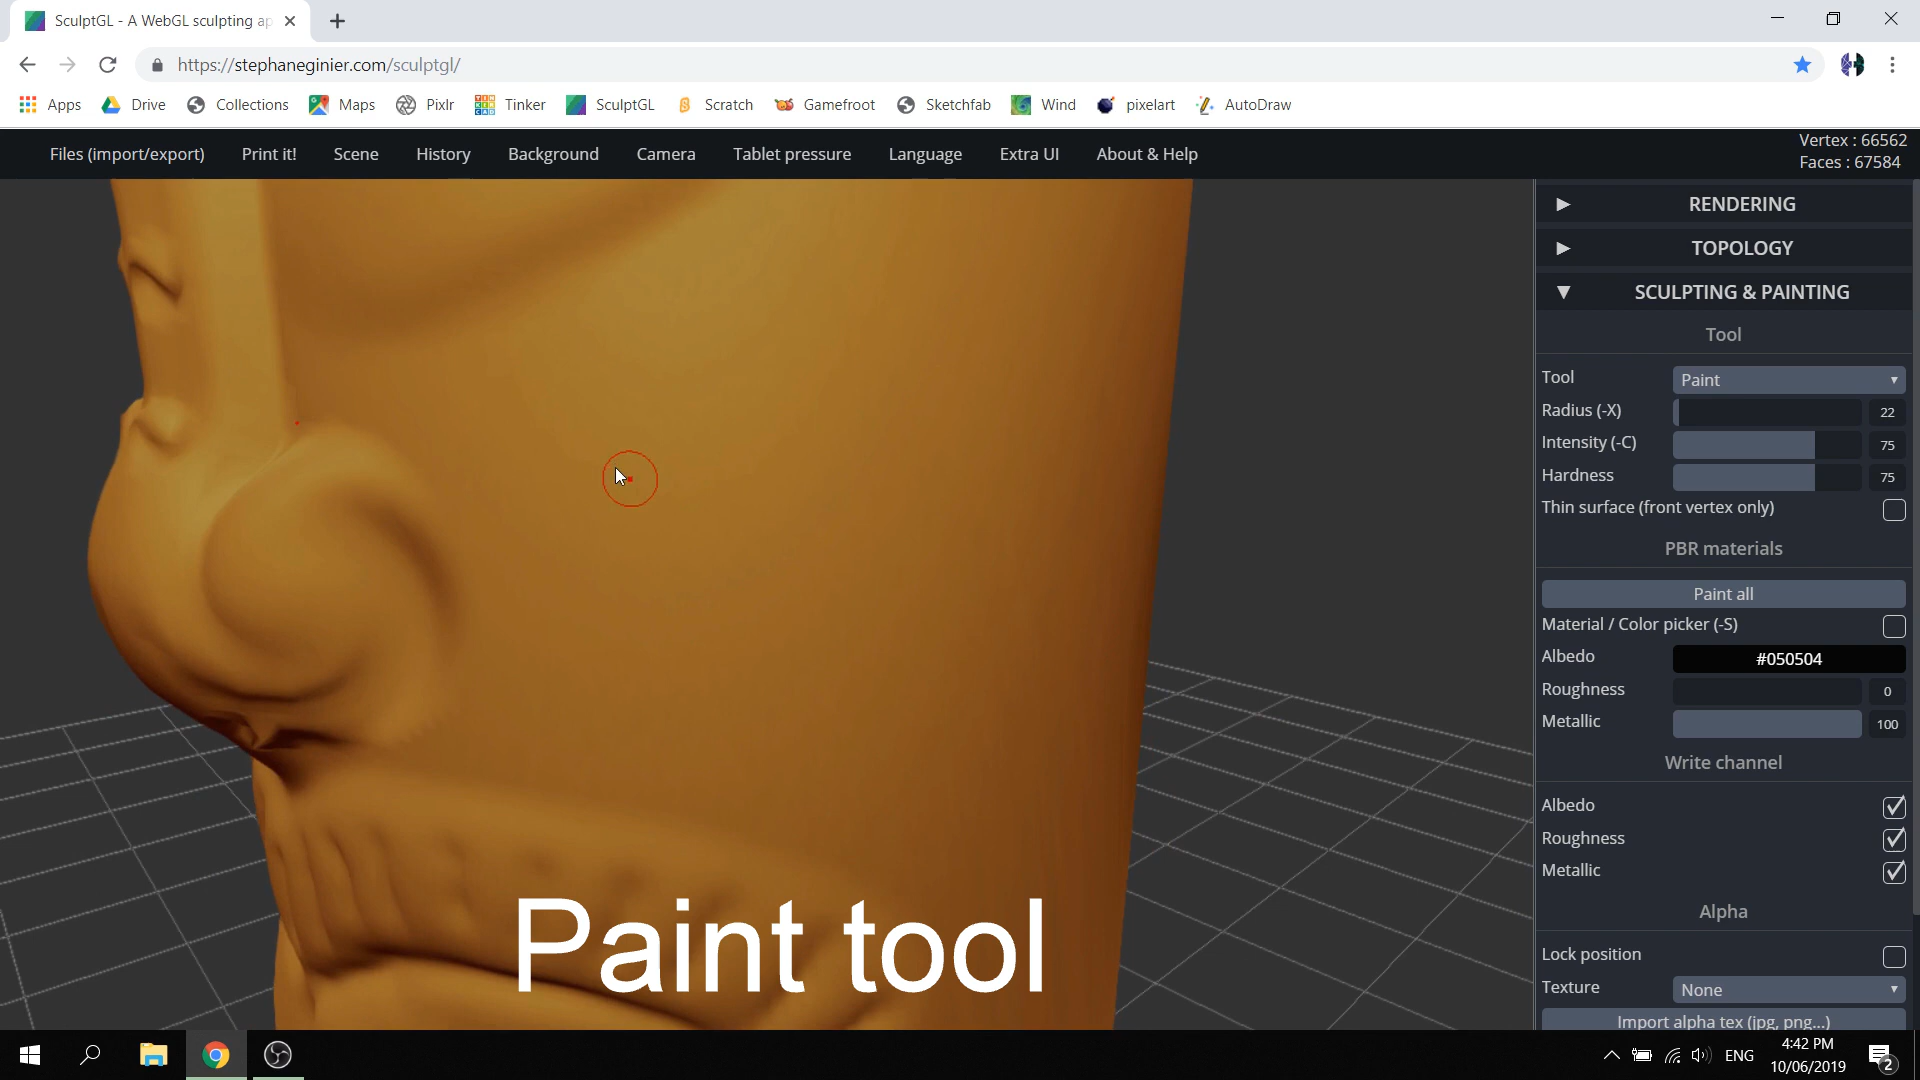 SculptGL - A WebGL sculpting ap
https://stephaneginier.com/sculptgl/
Apps Drive Collections Maps Pixlr Tinker SculptGL Scratch Gamefroot Sketchfab Wind pixelart AutoDraw
Files (import/export) Print it! Scene History Background Camera Tablet pressure Language Extra UI About & Help
Vertex : 66562
Faces : 67584
RENDERING
TOPOLOGY
SCULPTING & PAINTING
Tool
Tool Paint
Radius (-X) 22
Intensity (-C) 75
Hardness 75
Thin surface (front vertex only)
PBR materials
Paint all
Material / Color picker (-S)
Albedo #050504
Roughness 0
Metallic 100
Write channel
Albedo
Roughness
Metallic
Alpha
Lock position
Texture None
Import alpha tex (jpg, png...)
Paint tool
ENG
4:42 PM
10/06/2019
2